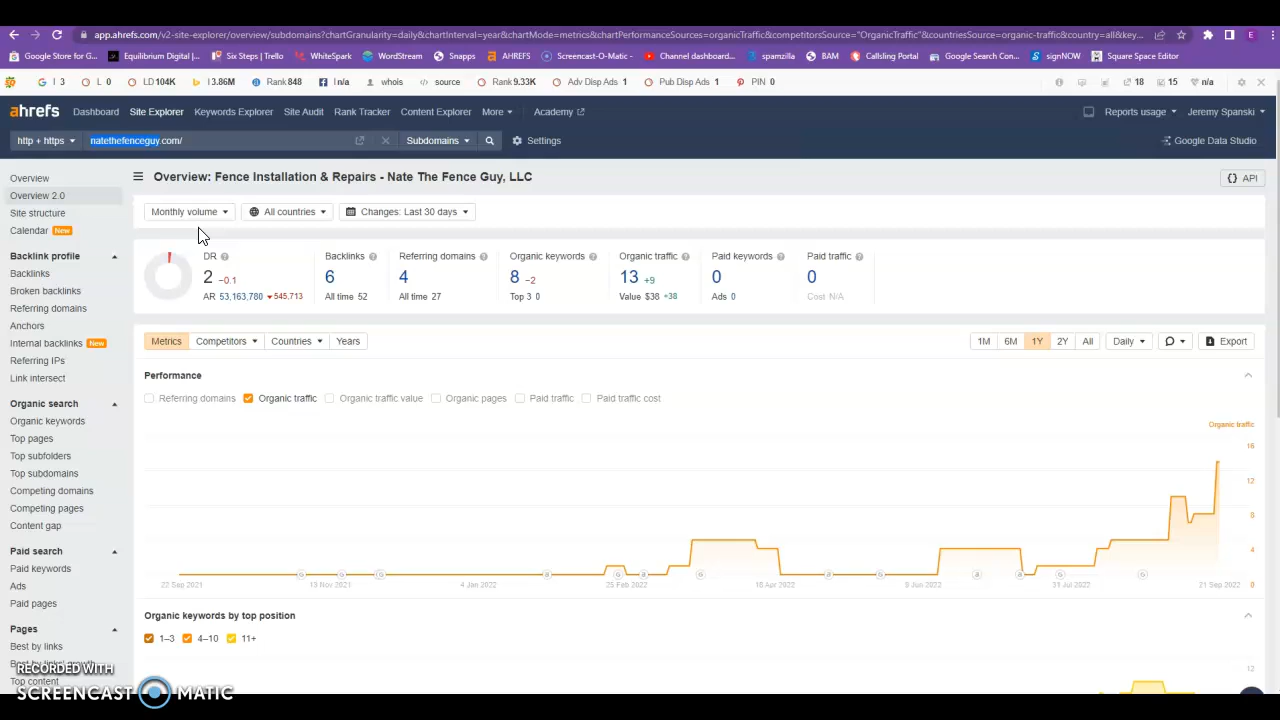 app.ahrefs.com/v2-site-explorer/overview/subdomains?chartGranularity=daily&chartInterval=year&chartMode=metrics&chartPerformanceSources=organicTraffic&competitorsSource="OrganicTraffic"&countriesSource=organic-traffic&country=all&key...
Google Store for G... Equilibrium Digital |... Six Steps | Trello WhiteSpark WordStream Snapps AHREFS Screencast-O-Matic Channel dashboard... spamzilla BAM CallsIing Portal Google Search Con... signNOW Square Space Editor
I 3 L 0 LD 104K I 3.86M Rank 848 I n/a whois source Rank 9.33K Adv Disp Ads 1 Pub Disp Ads 1 PIN 0 18 15 n/a
ahrefs Dashboard Site Explorer Keywords Explorer Site Audit Rank Tracker Content Explorer More Academy Reports usage Jeremy Spanski
http + https natethefenceguy.com/ Subdomains Settings Google Data Studio
Overview
Overview 2.0
Site structure
Calendar New
Backlink profile
Backlinks
Broken backlinks
Referring domains
Anchors
Internal backlinks New
Referring IPs
Link intersect
Organic search
Organic keywords
Top pages
Top subfolders
Top subdomains
Competing domains
Competing pages
Content gap
Paid search
Paid keywords
Ads
Paid pages
Pages
Best by links
Best by links' growth
Top content
Overview: Fence Installation & Repairs - Nate The Fence Guy, LLC
{} API
Monthly volume All countries Changes: Last 30 days
DR Backlinks Referring domains Organic keywords Organic traffic Paid keywords Paid traffic
2 −0.1 6 4 8 −2 13 +9 0 0
AR 53,163,780 545,713 All time 52 All time 27 Top 3 0 Value $38 +38 Ads 0 Cost N/A
Metrics Competitors Countries Years 1M 6M 1Y 2Y All Daily Export
Performance
Referring domains Organic traffic Organic traffic value Organic pages Paid traffic Paid traffic cost
Organic traffic
16
12
8
4
0
22 Sep 2021 13 Nov 2021 4 Jan 2022 25 Feb 2022 18 Apr 2022 9 Jun 2022 31 Jul 2022 21 Sep 2022
Organic keywords by top position
1–3 4–10 11+
12
RECORDED WITH
SCREENCAST MATIC